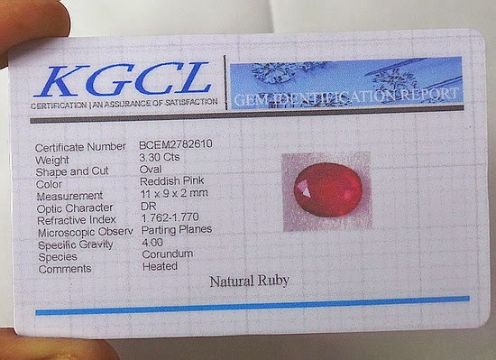 KGCL
CERTIFICATION | AN ASSURANCE OF SATISFACTION
GEM IDENTIFICATION REPORT
Certificate Number BCEM2782610
Weight 3.30 Cts
Shape and Cut Oval
Color Reddish Pink
Measurement 11 x 9 x 2 mm
Optic Character DR
Refractive Index 1.762-1.770
Microscopic Observ Parting Planes
Specific Gravity 4.00
Species Corundum
Comments Heated
Natural Ruby